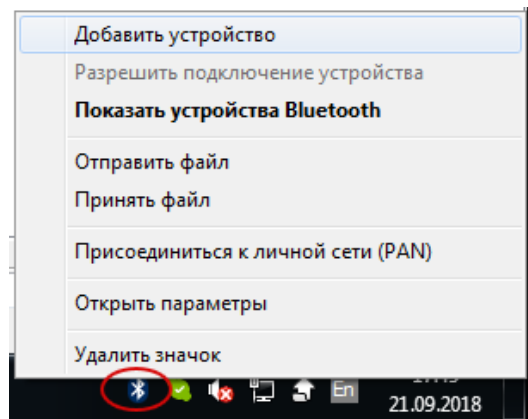 Добавить устройство
Разрешить подключение устройства
Показать устройства Bluetooth
Отправить файл
Принять файл
Присоединиться к личной сети (PAN)
Открыть параметры
Удалить значок
En
21.09.2018